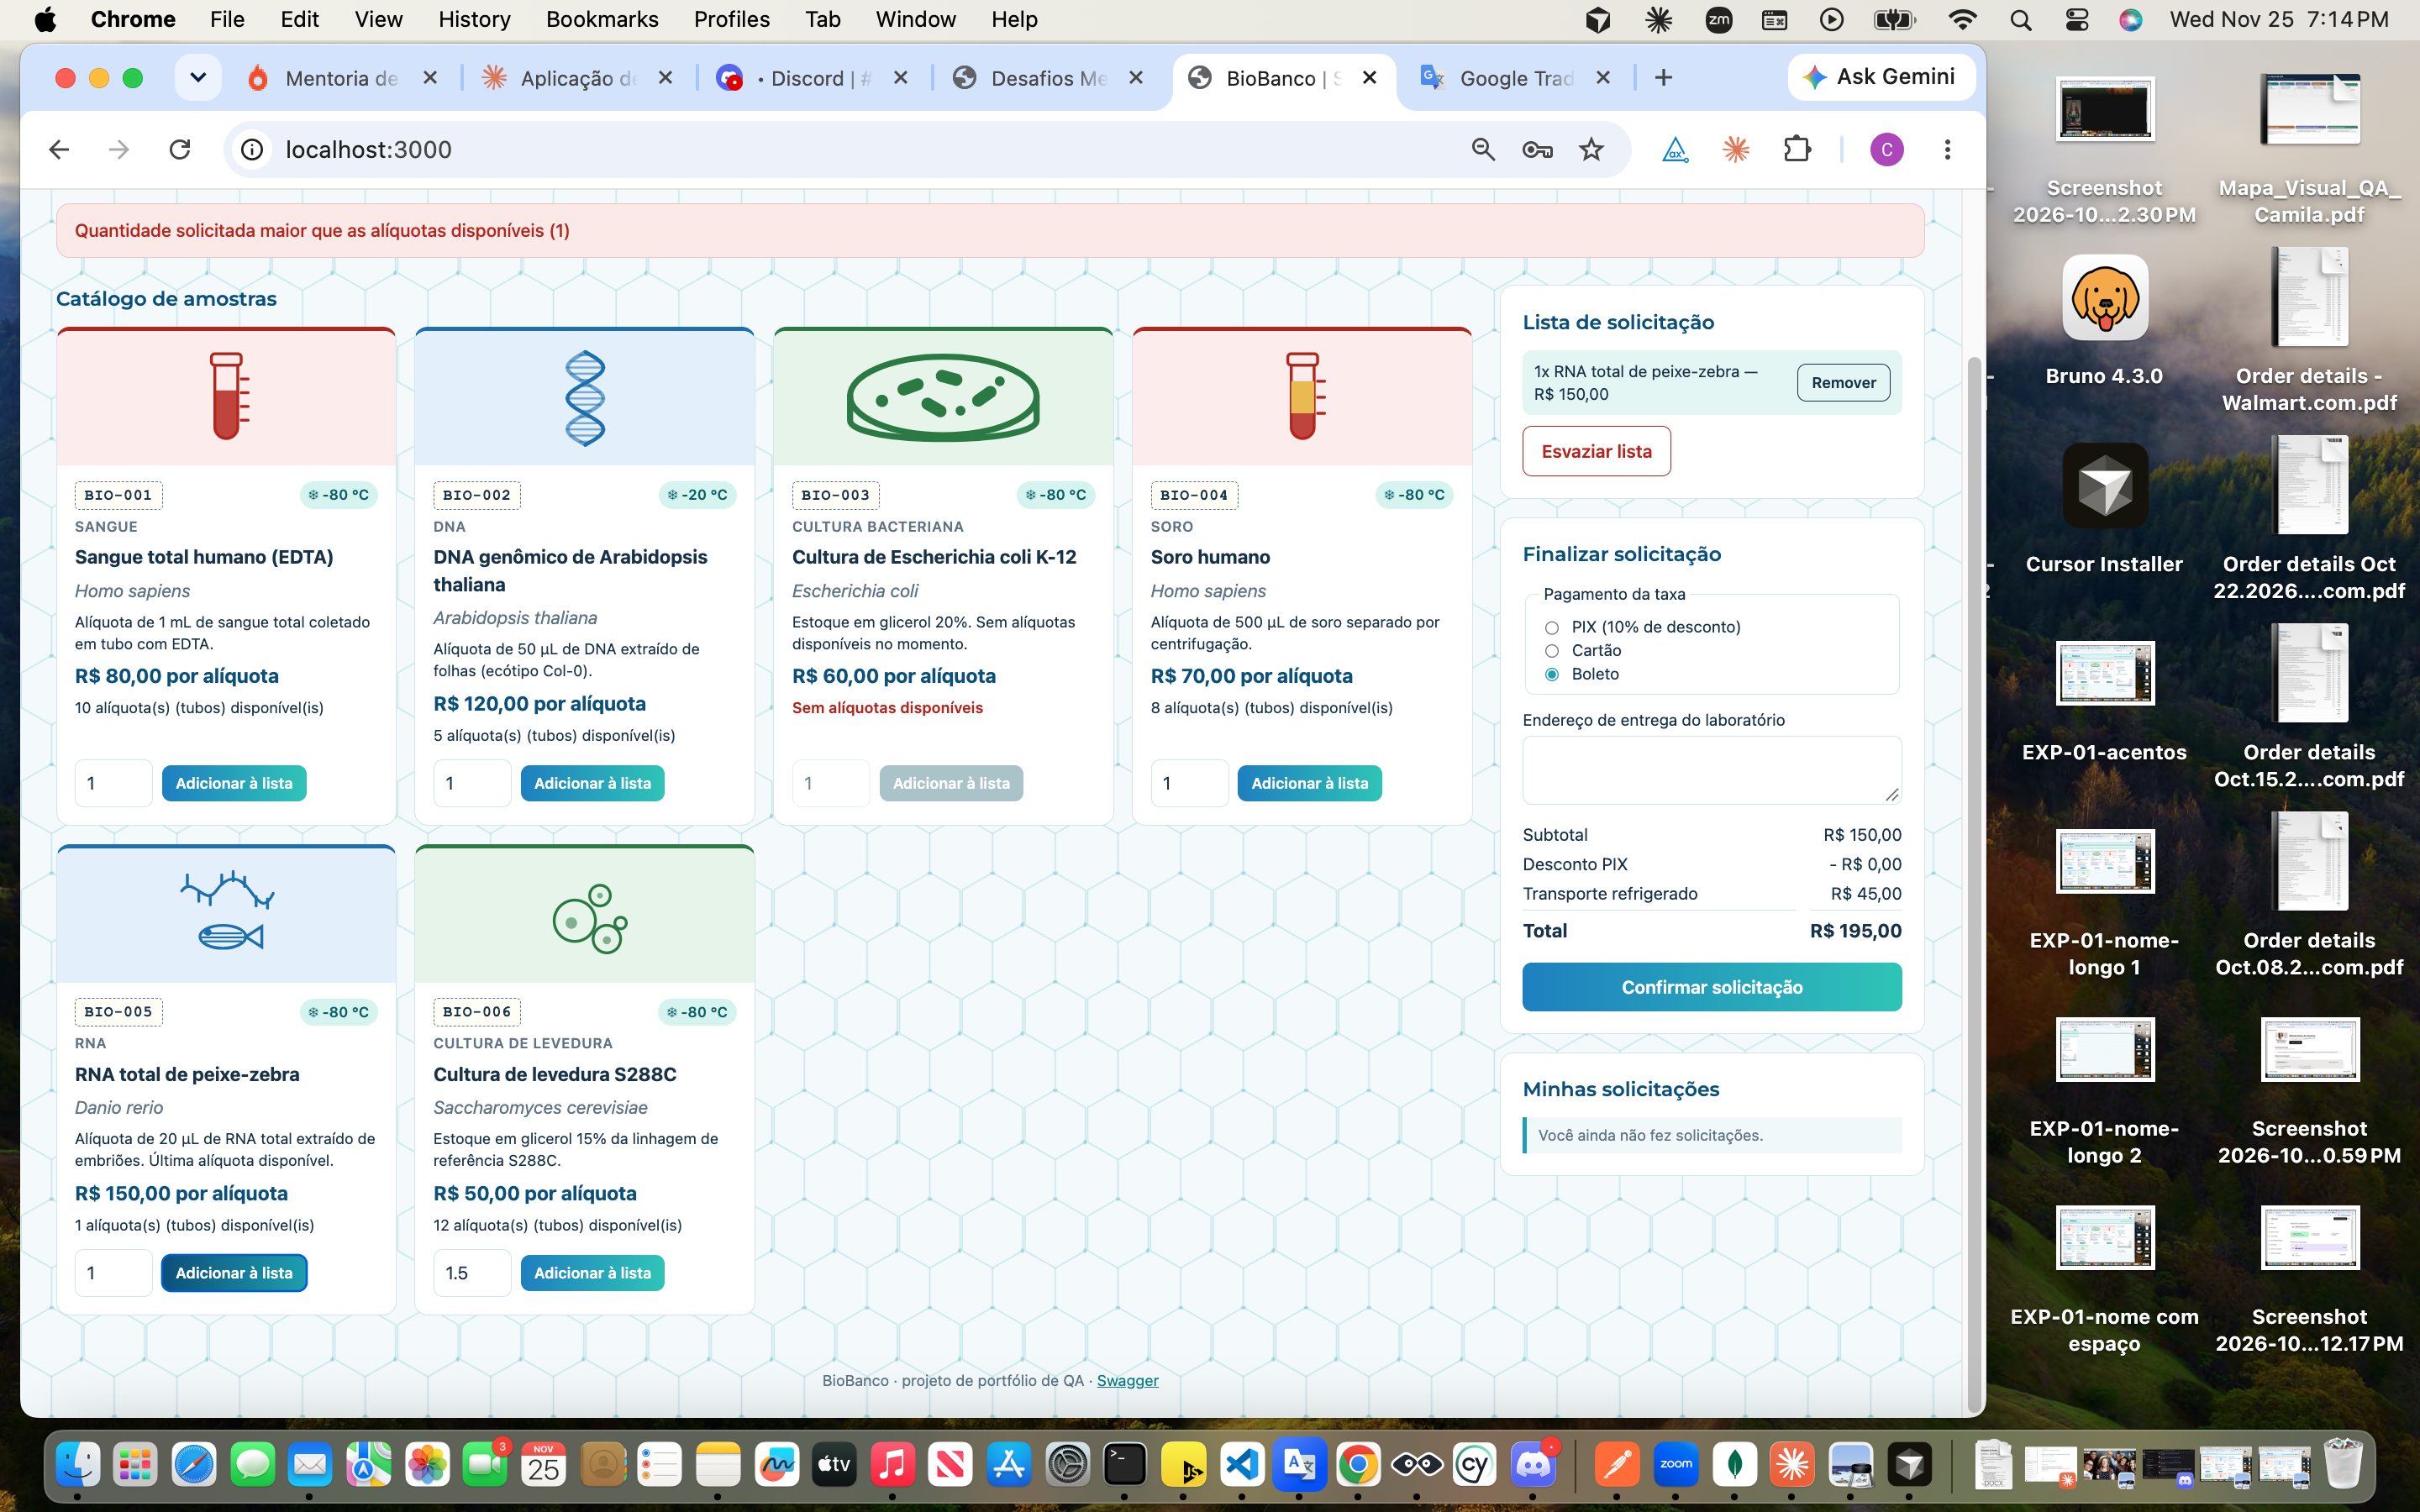 Chrome File Edit View History Bookmarks Profiles Tab Window Help
zm
Wed Nov 25 7:14 PM
Mentoria de
Aplicação de
• Discord | #
Desafios Me
BioBanco | S
Google Trad
Ask Gemini
localhost:3000
C
Quantidade solicitada maior que as alíquotas disponíveis (1)
Catálogo de amostras
BIO-001
-80 °C
SANGUE
Sangue total humano (EDTA)
Homo sapiens
Alíquota de 1 mL de sangue total coletado
em tubo com EDTA.
R$ 80,00 por alíquota
10 alíquota(s) (tubos) disponível(is)
1
Adicionar à lista
BIO-002
-20 °C
DNA
DNA genômico de Arabidopsis
thaliana
Arabidopsis thaliana
Alíquota de 50 µL de DNA extraído de
folhas (ecótipo Col-0).
R$ 120,00 por alíquota
5 alíquota(s) (tubos) disponível(is)
1
Adicionar à lista
BIO-003
-80 °C
CULTURA BACTERIANA
Cultura de Escherichia coli K-12
Escherichia coli
Estoque em glicerol 20%. Sem alíquotas
disponíveis no momento.
R$ 60,00 por alíquota
Sem alíquotas disponíveis
1
Adicionar à lista
BIO-004
-80 °C
SORO
Soro humano
Homo sapiens
Alíquota de 500 µL de soro separado por
centrifugação.
R$ 70,00 por alíquota
8 alíquota(s) (tubos) disponível(is)
1
Adicionar à lista
BIO-005
-80 °C
RNA
RNA total de peixe-zebra
Danio rerio
Alíquota de 20 µL de RNA total extraído de
embriões. Última alíquota disponível.
R$ 150,00 por alíquota
1 alíquota(s) (tubos) disponível(is)
1
Adicionar à lista
BIO-006
-80 °C
CULTURA DE LEVEDURA
Cultura de levedura S288C
Saccharomyces cerevisiae
Estoque em glicerol 15% da linhagem de
referência S288C.
R$ 50,00 por alíquota
12 alíquota(s) (tubos) disponível(is)
1.5
Adicionar à lista
Lista de solicitação
1x RNA total de peixe-zebra —
R$ 150,00
Remover
Esvaziar lista
Finalizar solicitação
Pagamento da taxa
PIX (10% de desconto)
Cartão
Boleto
Endereço de entrega do laboratório
Subtotal R$ 150,00
Desconto PIX - R$ 0,00
Transporte refrigerado R$ 45,00
Total R$ 195,00
Confirmar solicitação
Minhas solicitações
Você ainda não fez solicitações.
BioBanco · projeto de portfólio de QA · Swagger
Screenshot
2026-10...2.30 PM
Mapa_Visual_QA_
Camila.pdf
Bruno 4.3.0
Order details -
Walmart.com.pdf
Cursor Installer
Order details Oct
22.2026....com.pdf
EXP-01-acentos
Order details
Oct.15.2....com.pdf
EXP-01-nome-
longo 1
Order details
Oct.08.2...com.pdf
EXP-01-nome-
longo 2
Screenshot
2026-10...0.59 PM
EXP-01-nome com
espaço
Screenshot
2026-10...12.17 PM
3
NOV
25
tv
JS
A
cy
zoom
DOCX